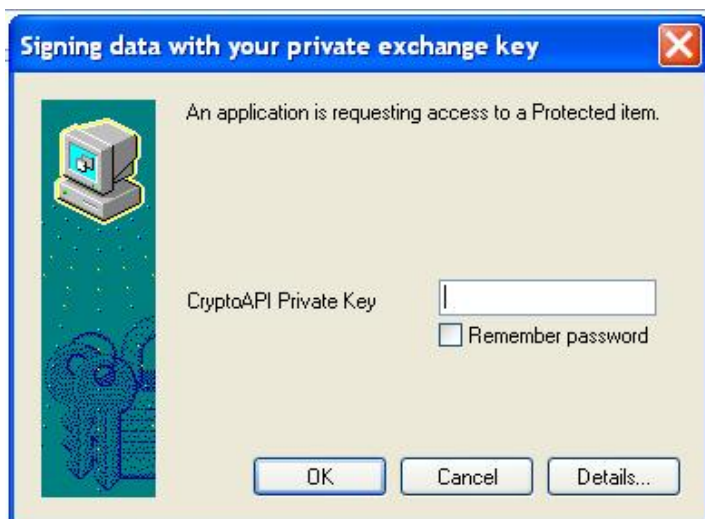 Signing data with your private exchange key
An application is requesting access to a Protected item.
CryptoAPI Private Key
Remember password
OK Cancel Details...